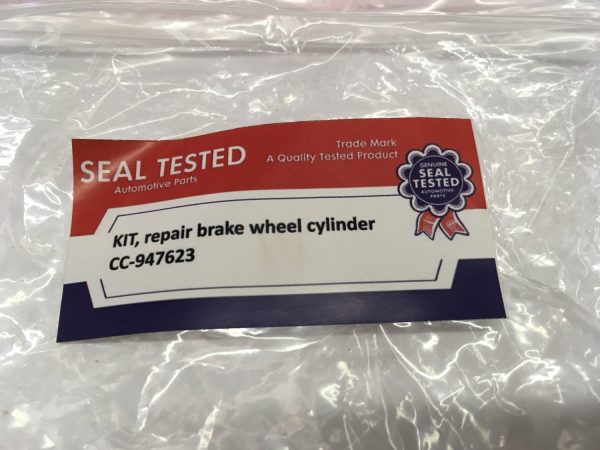 SEAL TESTED
Automotive Parts
Trade Mark
A Quality Tested Product
GENUINE
SEAL
TESTED
AUTOMOTIVE
PARTS
KIT, repair brake wheel cylinder
CC-947623